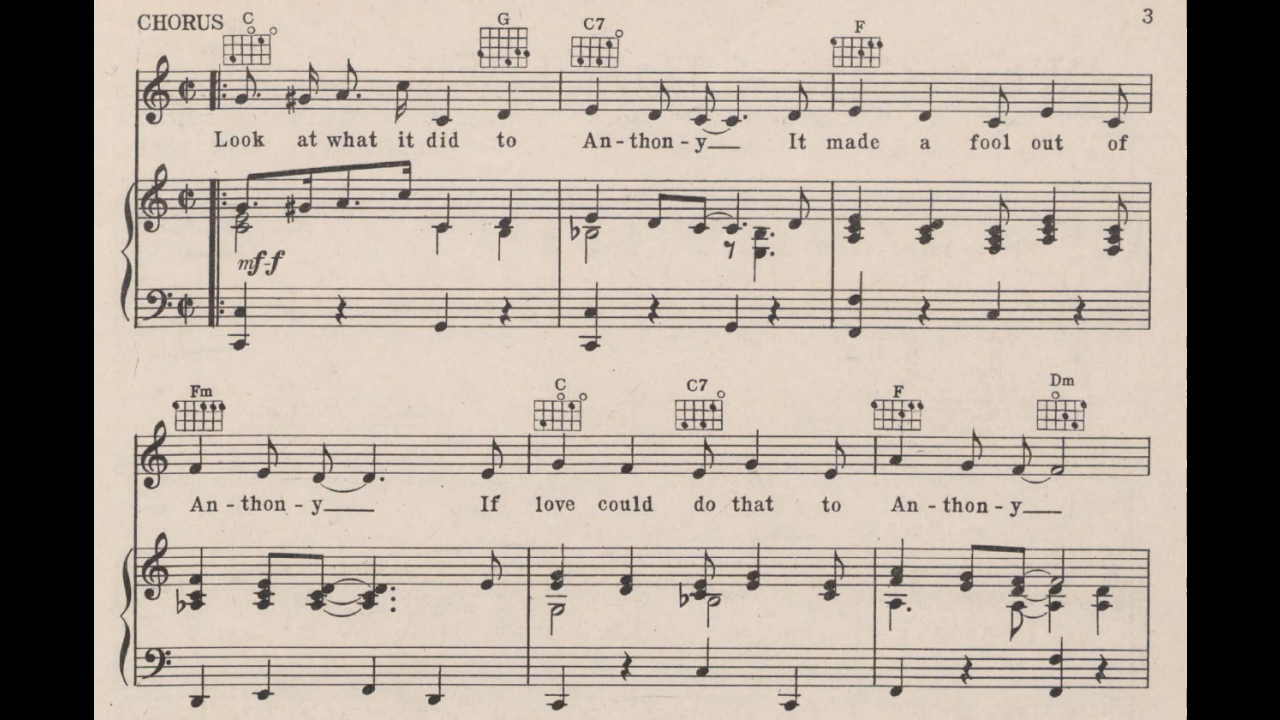 CHORUS C G C7 F 3
Look at what it did to An-thon-y It made a fool out of
mf-f
Fm C C7 F Dm
An-thon-y If love could do that to An-thon-y